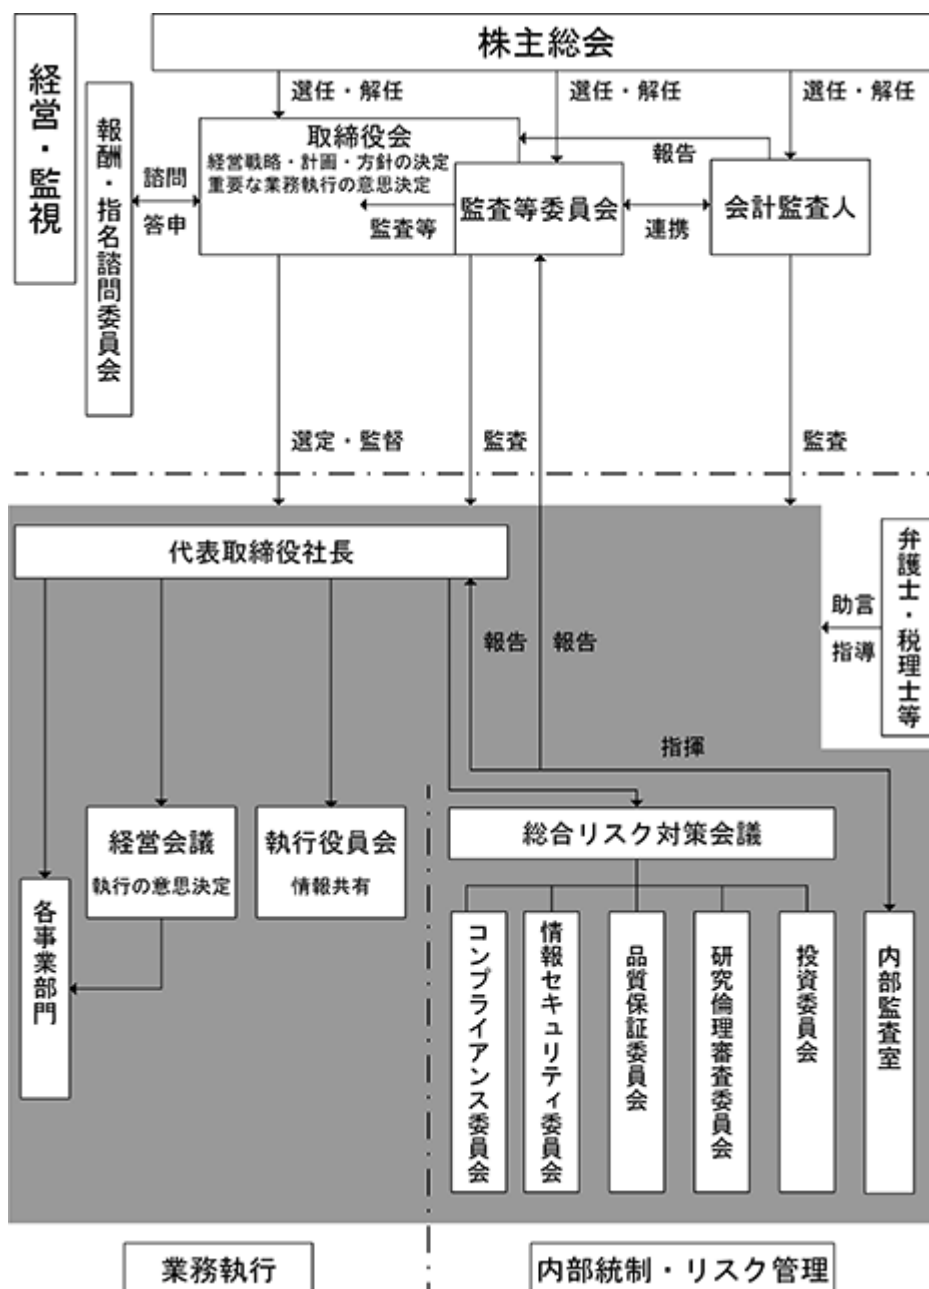 株主総会
経営・監視
報酬・指名諮問委員会
選任・解任
選任・解任
選任・解任
取締役会
経営戦略・計画・方針の決定
重要な業務執行の意思決定
諮問
答申
監査等
監査等委員会
報告
連携
会計監査人
選定・監督
監査
監査
代表取締役社長
弁護士・税理士等
助言
指導
報告
報告
指揮
経営会議
執行の意思決定
執行役員会
情報共有
総合リスク対策会議
各事業部門
コンプライアンス委員会
情報セキュリティ委員会
品質保証委員会
研究倫理審査委員会
投資委員会
内部監査室
業務執行
内部統制・リスク管理